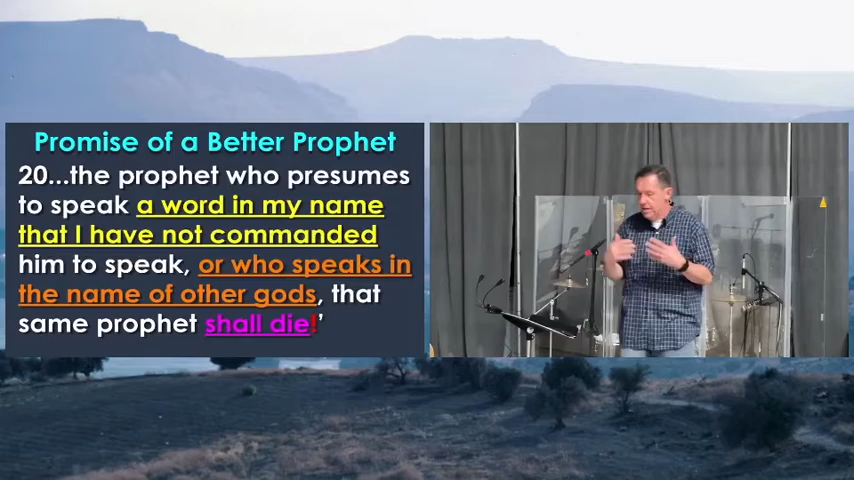 Promise of a Better Prophet
20...the prophet who presumes
to speak a word in my name
that I have not commanded
him to speak, or who speaks in
the name of other gods, that
same prophet shall die!’